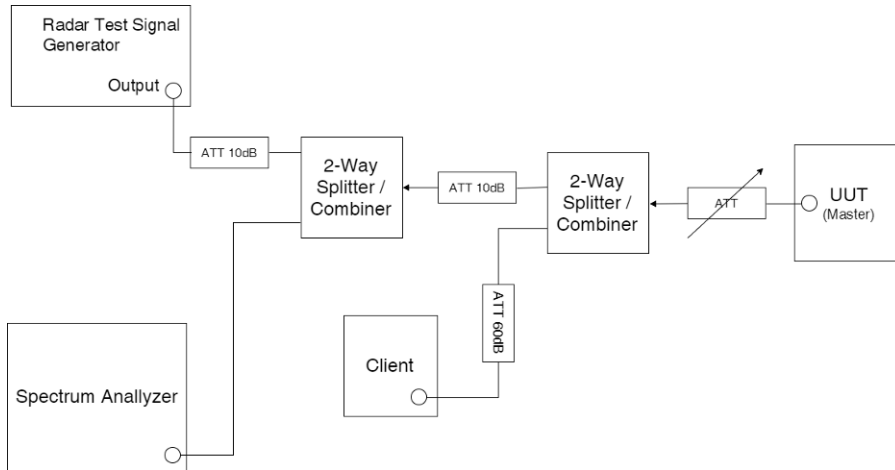 Radar Test Signal
Generator
Output
ATT 10dB
2-Way
Splitter /
Combiner
ATT 10dB
2-Way
Splitter /
Combiner
ATT
UUT
(Master)
ATT 60dB
Client
Spectrum Anallyzer